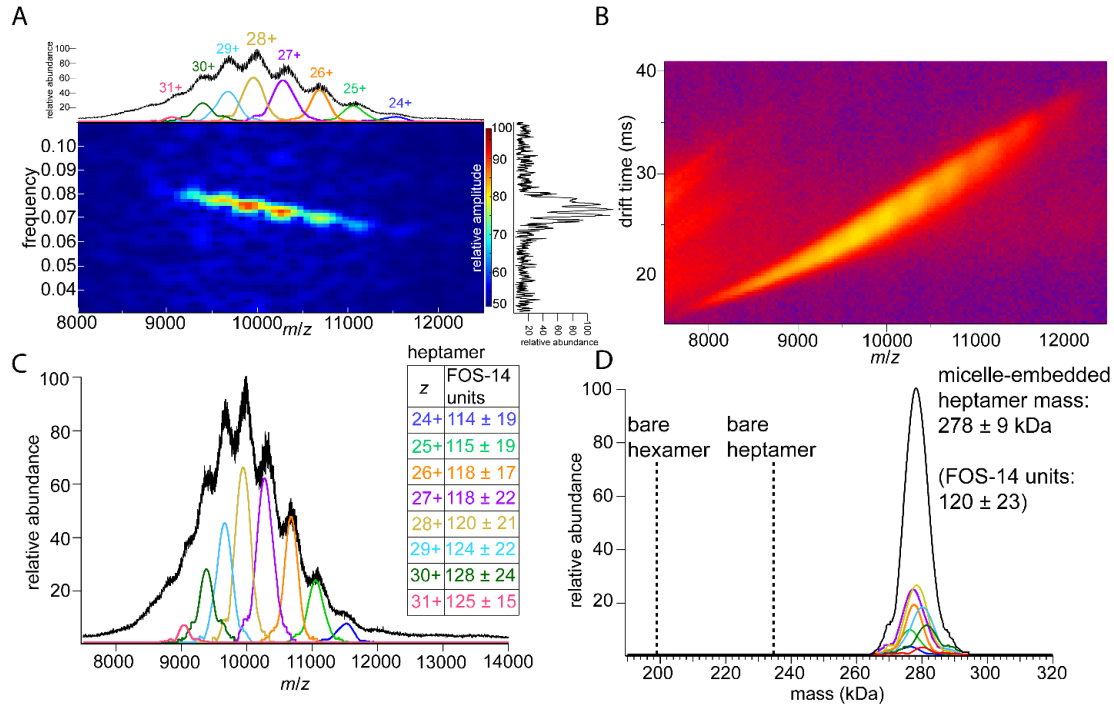 A
relative abundance
100
80
60
40
20
31+
30+
29+
28+
27+
26+
25+
24+
frequency
0.10
0.09
0.08
0.07
0.06
0.05
0.04
8000
9000
10000
11000
12000
m/z
relative amplitude
100
90
80
70
60
50
20
40
60
80
100
relative abundance
B
drift time (ms)
40
30
20
8000
9000
10000
11000
12000
m/z
C
relative abundance
100
80
60
40
20
8000
9000
10000
11000
12000
13000
14000
m/z
heptamer
z FOS-14 units
24+ 114 ± 19
25+ 115 ± 19
26+ 118 ± 17
27+ 118 ± 22
28+ 120 ± 21
29+ 124 ± 22
30+ 128 ± 24
31+ 125 ± 15
D
relative abundance
100
80
60
40
20
bare
hexamer
bare
heptamer
micelle-embedded
heptamer mass:
278 ± 9 kDa
(FOS-14 units:
120 ± 23)
200
220
240
260
280
300
320
mass (kDa)